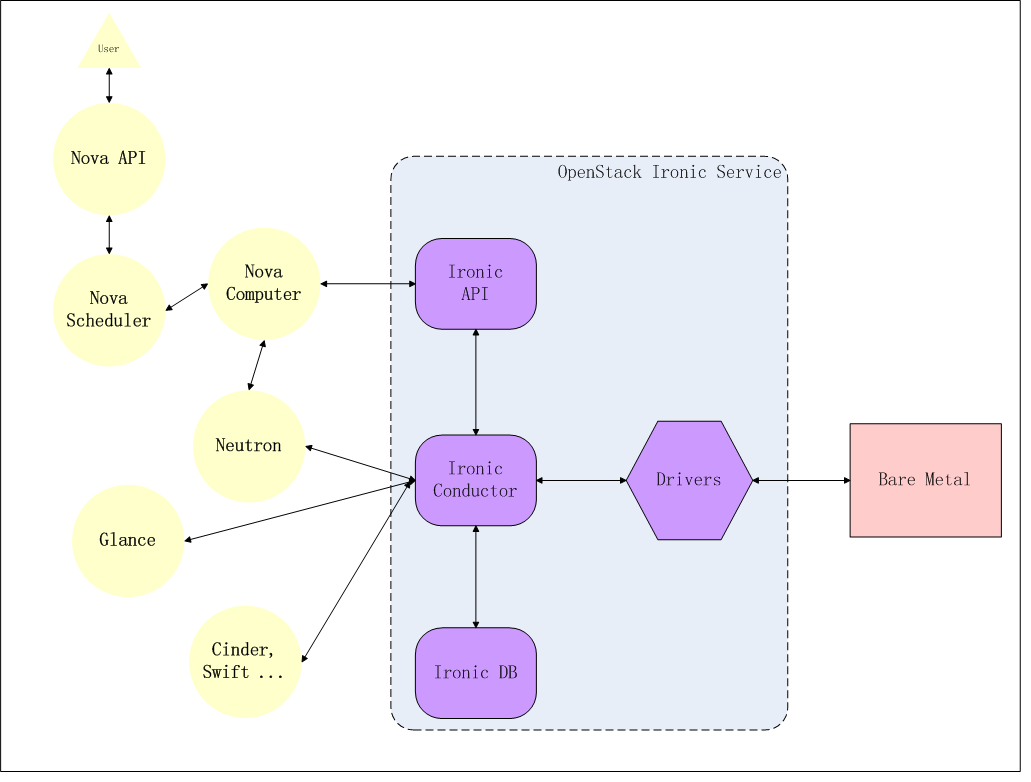 User
Nova API
OpenStack Ironic Service
Nova
Computer
Ironic
API
Nova
Scheduler
Neutron
Ironic
Conductor
Drivers
Bare Metal
Glance
Cinder,
Swift ...
Ironic DB